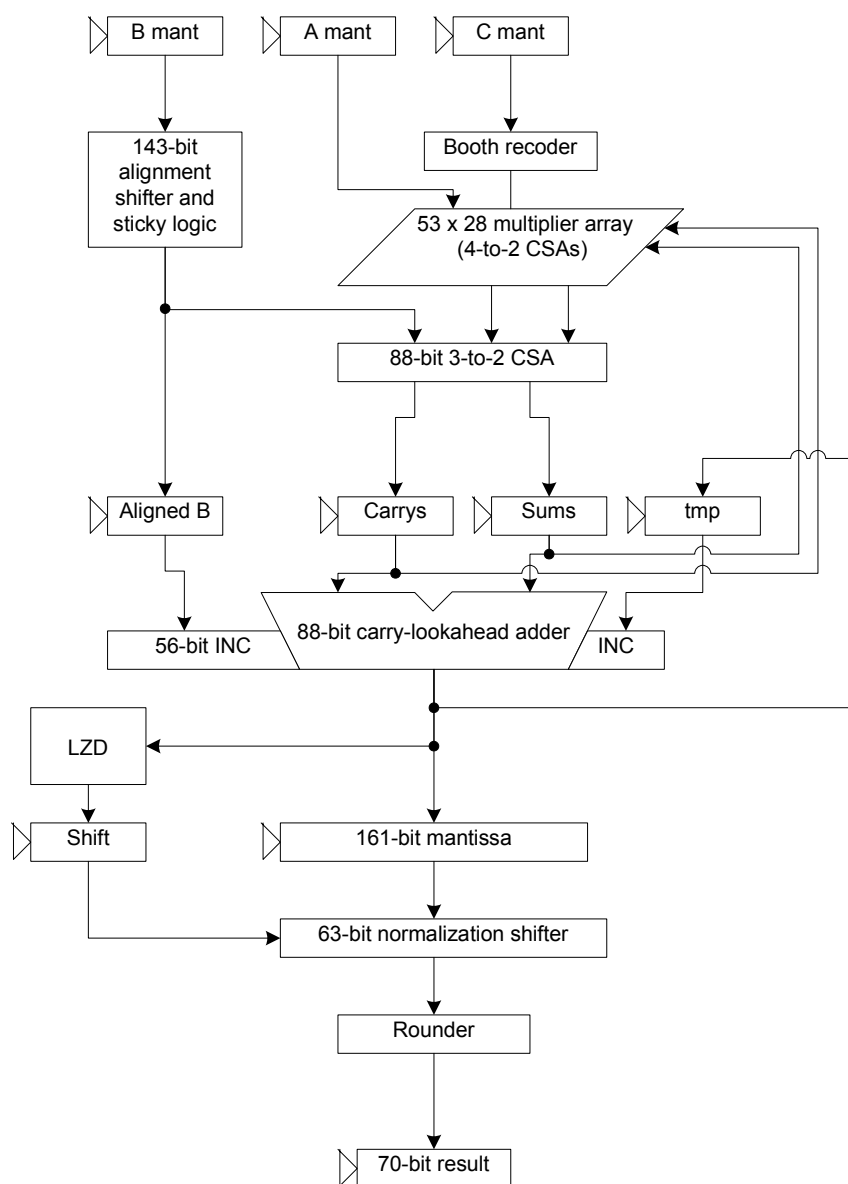 B mant
A mant
C mant
143-bit
alignment
shifter and
sticky logic
Booth recoder
53 x 28 multiplier array
(4-to-2 CSAs)
88-bit 3-to-2 CSA
Aligned B
Carrys
Sums
tmp
56-bit INC
88-bit carry-lookahead adder
INC
LZD
Shift
161-bit mantissa
63-bit normalization shifter
Rounder
70-bit result